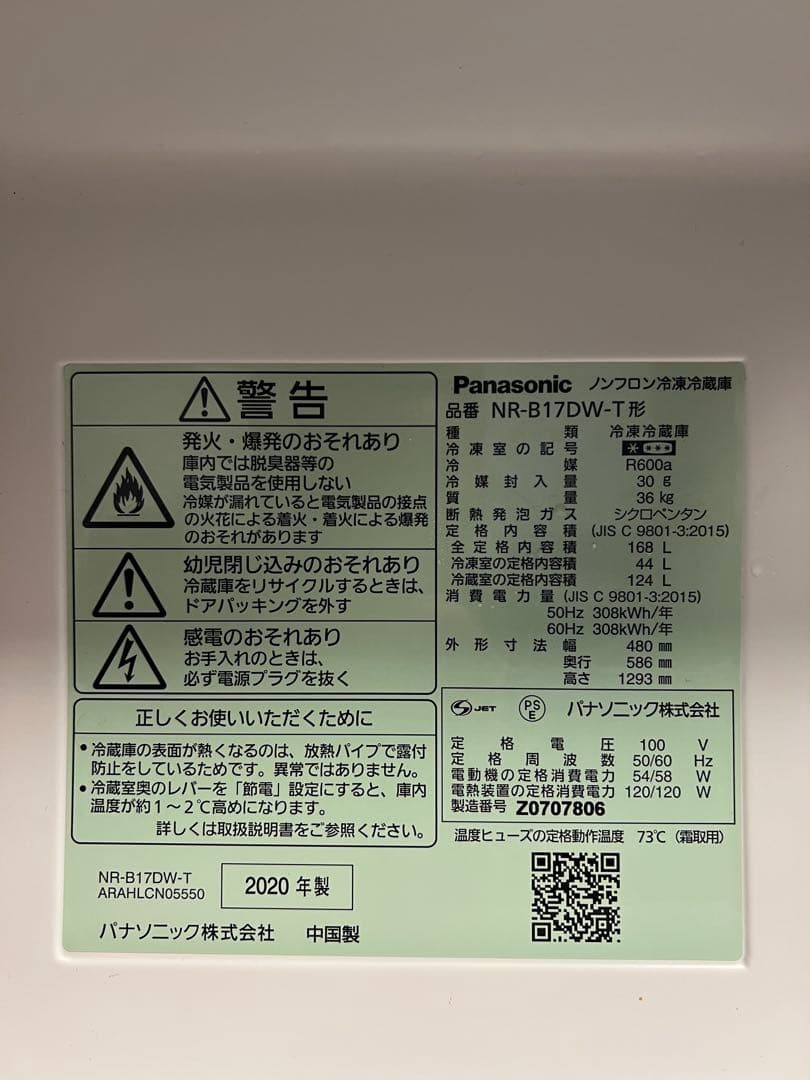 警告
発火・爆発のおそれあり
庫内では脱臭器等の
電気製品を使用しない
冷媒が漏れていると電気製品の接点
の火花による着火・着火による爆発
のおそれがあります
幼児閉じ込みのおそれあり
冷蔵庫をリサイクルするときは、
ドアパッキングを外す
感電のおそれあり
お手入れのときは、
必ず電源プラグを抜く
正しくお使いいただくために
•冷蔵庫の表面が熱くなるのは、放熱パイプで露付
防止をしているためです。異常ではありません。
•冷蔵室奥のレバーを「節電」設定にすると、庫内
温度が約1～2℃高めになります。
詳しくは取扱説明書をご参照ください。
NR-B17DW-T
ARAHLCN05550
2020 年製
パナソニック株式会社 中国製
Panasonic ノンフロン冷凍冷蔵庫
品番 NR-B17DW-T形
種類 冷凍冷蔵庫
冷凍室の記号 * ***
冷媒 R600a
冷媒封入量 30 g
質量 36 kg
断熱発泡ガス シクロペンタン
定格内容積 (JIS C 9801-3:2015)
全定格内容積 168 L
冷凍室の定格内容積 44 L
冷蔵室の定格内容積 124 L
消費電力量 (JIS C 9801-3:2015)
50Hz 308kWh/年
60Hz 308kWh/年
外形寸法 幅 480 mm
奥行 586 mm
高さ 1293 mm
S JET PSE パナソニック株式会社
定格電圧 100 V
定格周波数 50/60 Hz
電動機の定格消費電力 54/58 W
電熱装置の定格消費電力 120/120 W
製造番号 Z0707806
温度ヒューズの定格動作温度 73℃ (霜取用)